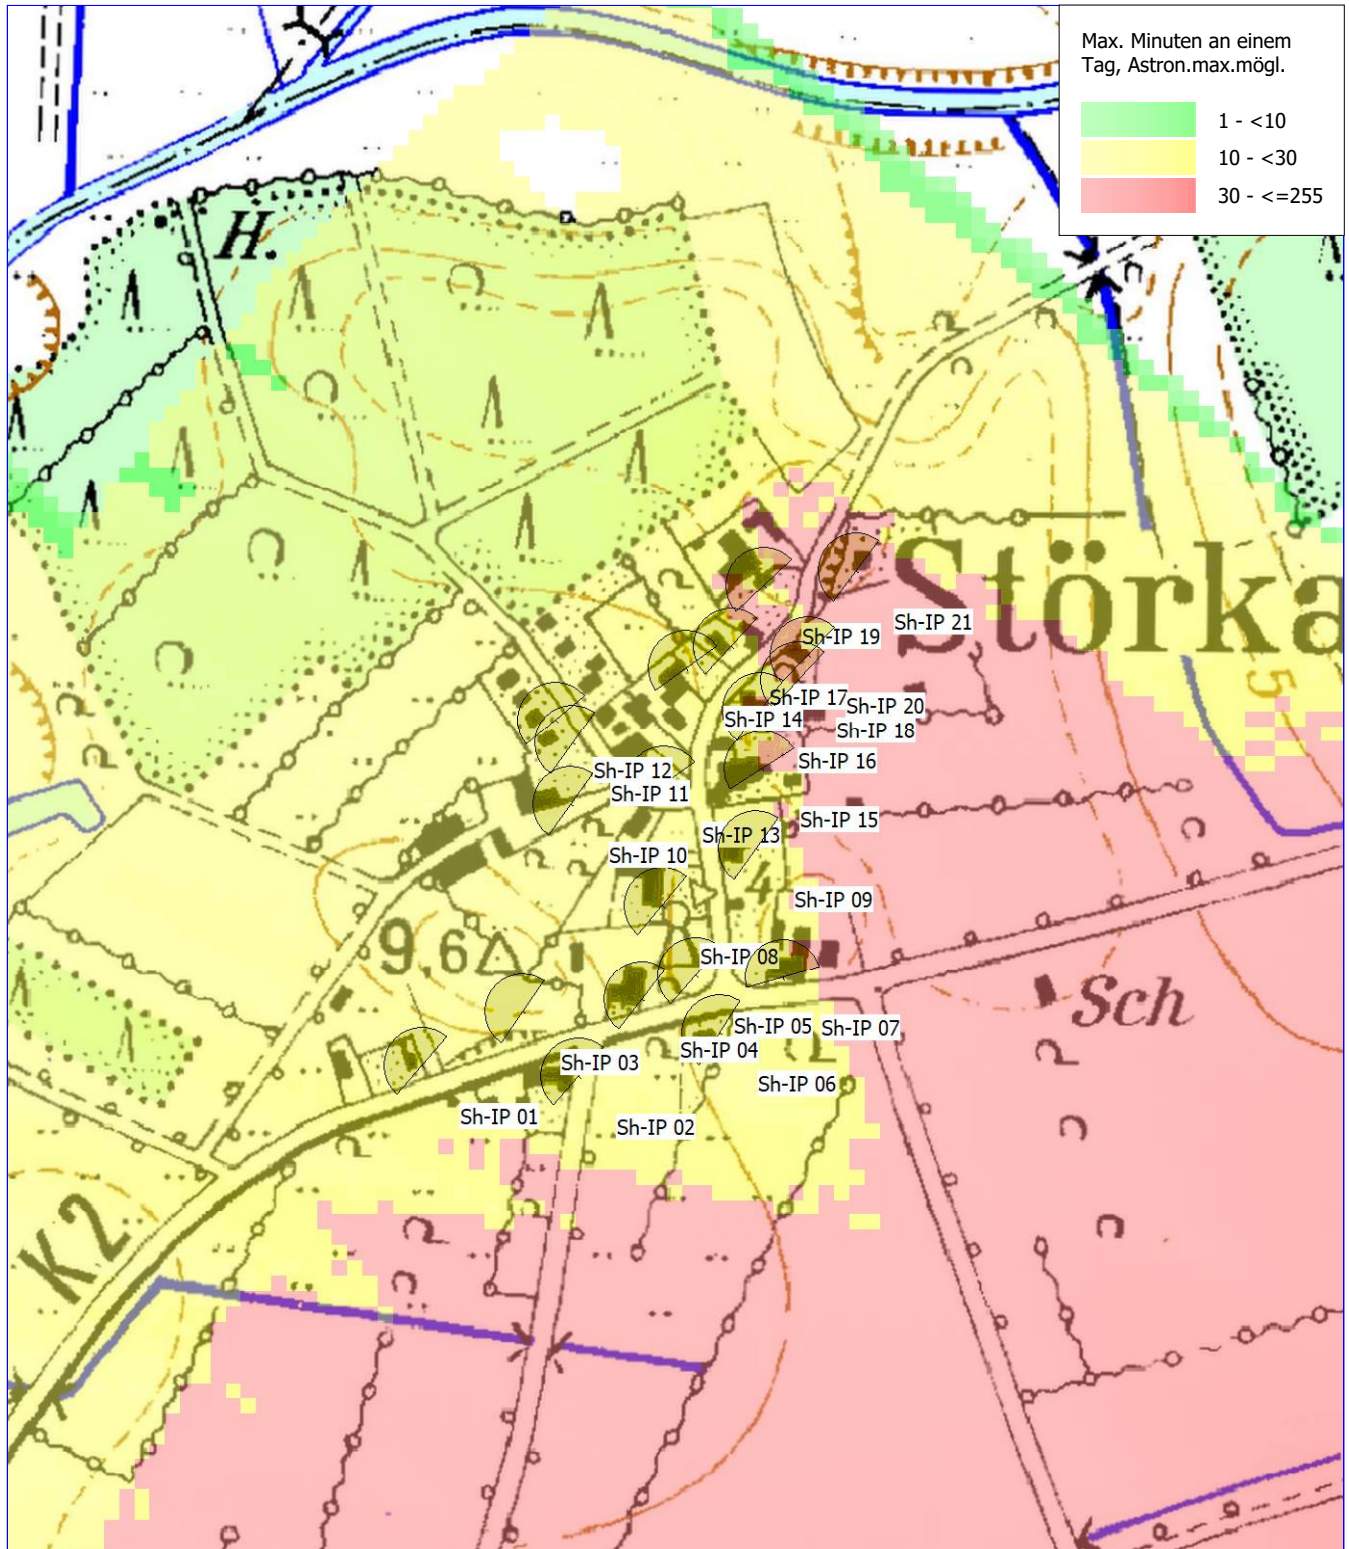 Max. Minuten an einem
Tag, Astron.max.mögl.
1 - <10
10 - <30
30 - <=255
H.
Störka
Sh-IP 21
Sh-IP 19
5
Sh-IP 17
Sh-IP 20
Sh-IP 14
Sh-IP 18
Sh-IP 16
Sh-IP 12
Sh-IP 11
Sh-IP 15
Sh-IP 13
Sh-IP 10
4
Sh-IP 09
9,6
Sh-IP 08
Sch
Sh-IP 05
Sh-IP 07
Sh-IP 04
Sh-IP 03
Sh-IP 06
Sh-IP 01
Sh-IP 02
K2